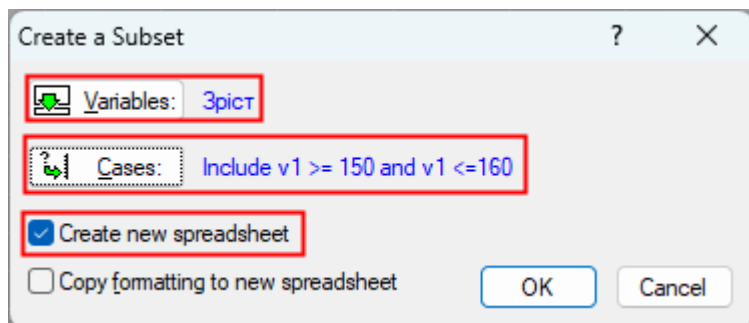 Create a Subset ?
Variables: Зріст
Cases: Include v1 >= 150 and v1 <=160
Create new spreadsheet
Copy formatting to new spreadsheet OK Cancel